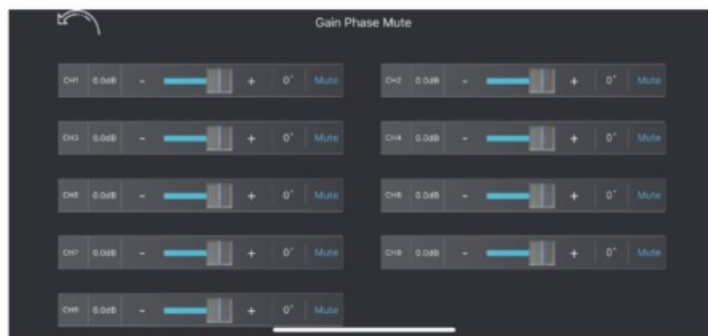 Gain Phase Mute
CH1 0.0dB - + 0° Mute
CH2 0.0dB - + 0° Mute
CH3 0.0dB - + 0° Mute
CH4 0.0dB - + 0° Mute
CH5 0.0dB - + 0° Mute
CH6 0.0dB - + 0° Mute
CH7 0.0dB - + 0° Mute
CH8 0.0dB - + 0° Mute
CH9 0.0dB - + 0° Mute